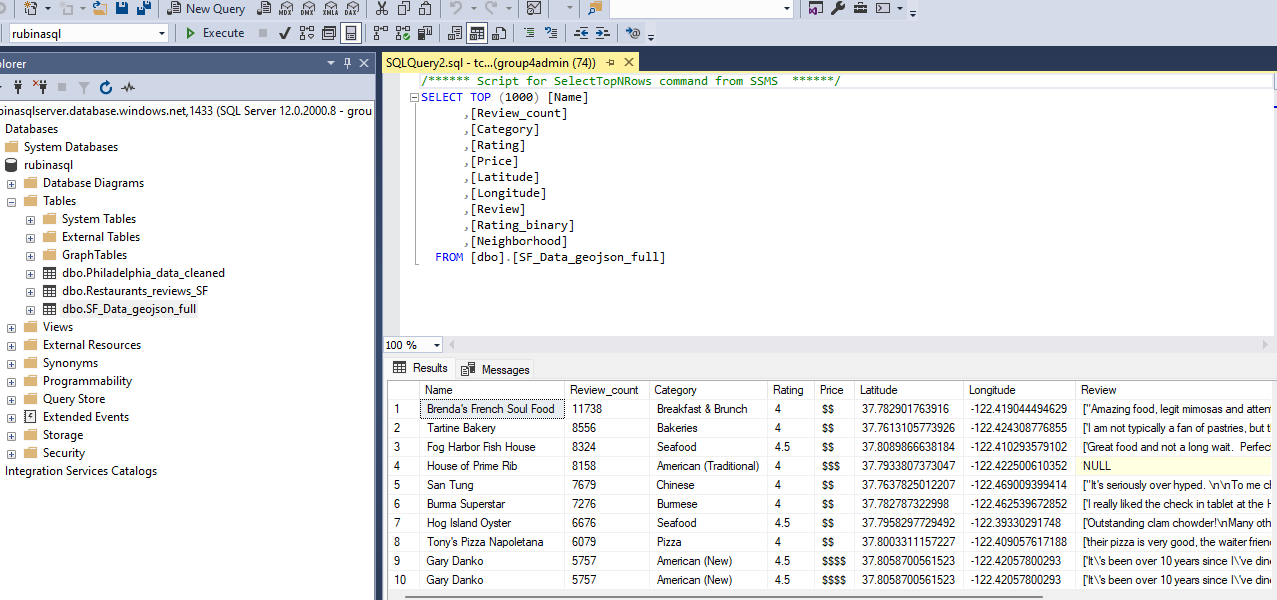 New Query
MDX
DMX
XMLA
DAX
rubinasql
Execute
plorer
SQLQuery2.sql - tc...(group4admin (74))
binasqlserver.database.windows.net,1433 (SQL Server 12.0.2000.8 - grou
Databases
System Databases
rubinasql
Database Diagrams
Tables
System Tables
External Tables
GraphTables
dbo.Philadelphia_data_cleaned
dbo.Restaurants_reviews_SF
dbo.SF_Data_geojson_full
Views
External Resources
Synonyms
Programmability
Query Store
Extended Events
Storage
Security
Integration Services Catalogs
/****** Script for SelectTopNRows command from SSMS  ******/
SELECT TOP (1000) [Name]
,[Review_count]
,[Category]
,[Rating]
,[Price]
,[Latitude]
,[Longitude]
,[Review]
,[Rating_binary]
,[Neighborhood]
FROM [dbo].[SF_Data_geojson_full]
100 %
Results Messages
Name Review_count Category Rating Price Latitude Longitude Review
1 Brenda's French Soul Food 11738 Breakfast & Brunch 4 $$ 37.782901763916 -122.419044494629 ["Amazing food, legit mimosas and atten
2 Tartine Bakery 8556 Bakeries 4 $$ 37.7613105773926 -122.424308776855 ['I am not typically a fan of pastries, but t
3 Fog Harbor Fish House 8324 Seafood 4.5 $$ 37.8089866638184 -122.410293579102 ['Great food and not a long wait.  Perfec
4 House of Prime Rib 8158 American (Traditional) 4 $$$ 37.7933807373047 -122.422500610352 NULL
5 San Tung 7679 Chinese 4 $$ 37.7637825012207 -122.469009399414 ["It's seriously over hyped. \n\nTo me ch
6 Burma Superstar 7276 Burmese 4 $$ 37.782787322998 -122.462539672852 ['I really liked the check in tablet at the H
7 Hog Island Oyster 6676 Seafood 4.5 $$ 37.7958297729492 -122.39330291748 ['Outstanding clam chowder!\nMany oth
8 Tony's Pizza Napoletana 6079 Pizza 4 $$ 37.8003311157227 -122.409057617188 ['their pizza is very good, the waiter frien
9 Gary Danko 5757 American (New) 4.5 $$$$ 37.8058700561523 -122.42057800293 ['It\'s been over 10 years since I\'ve dine
10 Gary Danko 5757 American (New) 4.5 $$$$ 37.8058700561523 -122.42057800293 ['It\'s been over 10 years since I\'ve dine